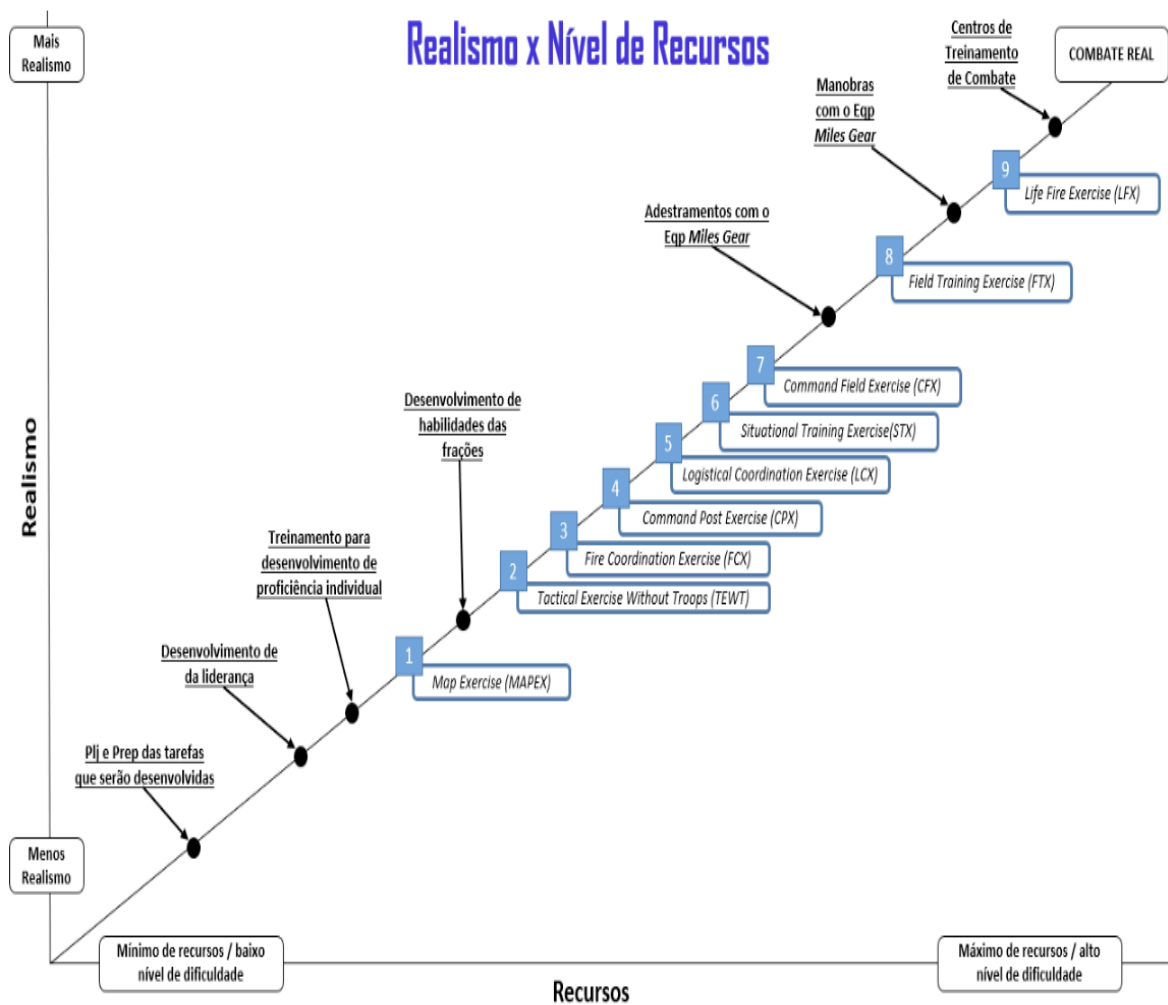 Realismo x Nível de Recursos
Mais
Realismo
Centros de
Treinamento
de Combate
COMBATE REAL
Manobras
com o Eqp
Miles Gear
9
Life Fire Exercise (LFX)
Adestramentos com o
Eqp Miles Gear
8
Field Training Exercise (FTX)
7
Command Field Exercise (CFX)
Desenvolvimento de
habilidades das
frações
6
Situational Training Exercise(STX)
5
Logistical Coordination Exercise (LCX)
Realismo
4
Command Post Exercise (CPX)
Treinamento para
desenvolvimento de
proficiência individual
3
Fire Coordination Exercise (FCX)
2
Tactical Exercise Without Troops (TEWT)
Desenvolvimento de
da liderança
1
Map Exercise (MAPEX)
Plj e Prep das tarefas
que serão desenvolvidas
Menos
Realismo
Mínimo de recursos / baixo
nível de dificuldade
Máximo de recursos / alto
nível de dificuldade
Recursos